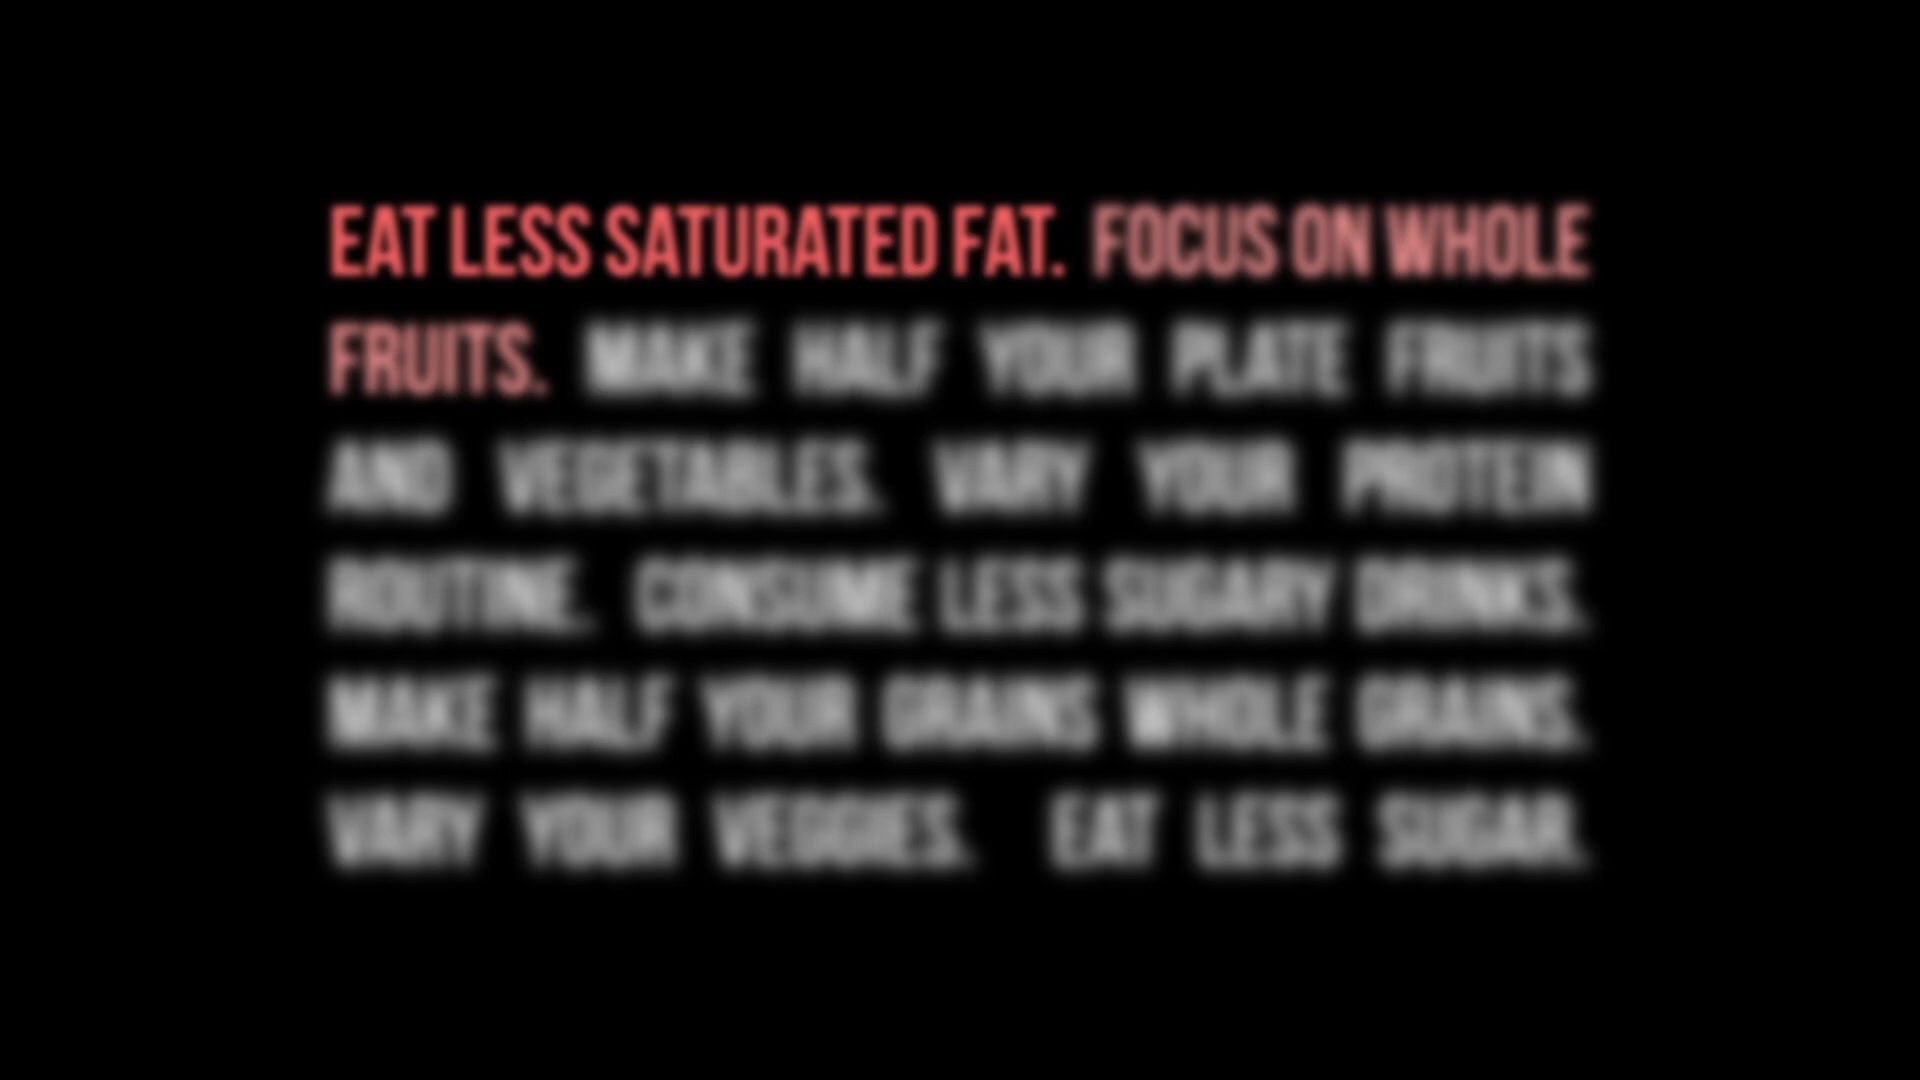 EAT LESS SATURATED FAT. FOCUS ON WHOLE
FRUITS. MAKE HALF YOUR PLATE FRUITS
AND VEGETABLES. VARY YOUR PROTEIN
ROUTINE. CONSUME LESS SUGARY DRINKS.
MAKE HALF YOUR GRAINS WHOLE GRAINS.
VARY YOUR VEGGIES. EAT LESS SUGAR.